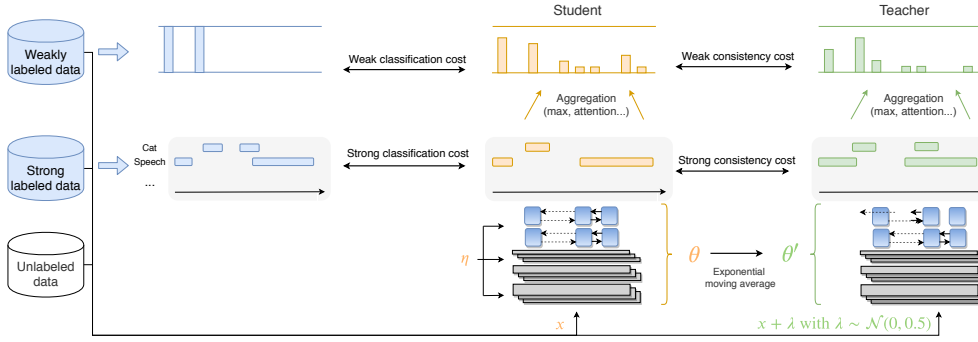 Student
Teacher
Weakly
labeled data
Weak classification cost
Weak consistency cost
Aggregation
(max, attention...)
Aggregation
(max, attention...)
Strong
labeled data
Cat
Speech
...
Strong classification cost
Strong consistency cost
Unlabeled
data
η
θ
Exponential
moving average
θ′
x
x + λ with λ ∼ 𝒩(0, 0.5)